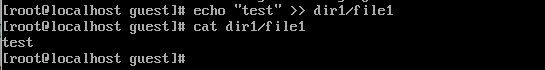 [root@localhost guest]# echo "test" >> dir1/file1
[root@localhost guest]# cat dir1/file1
test
[root@localhost guest]#